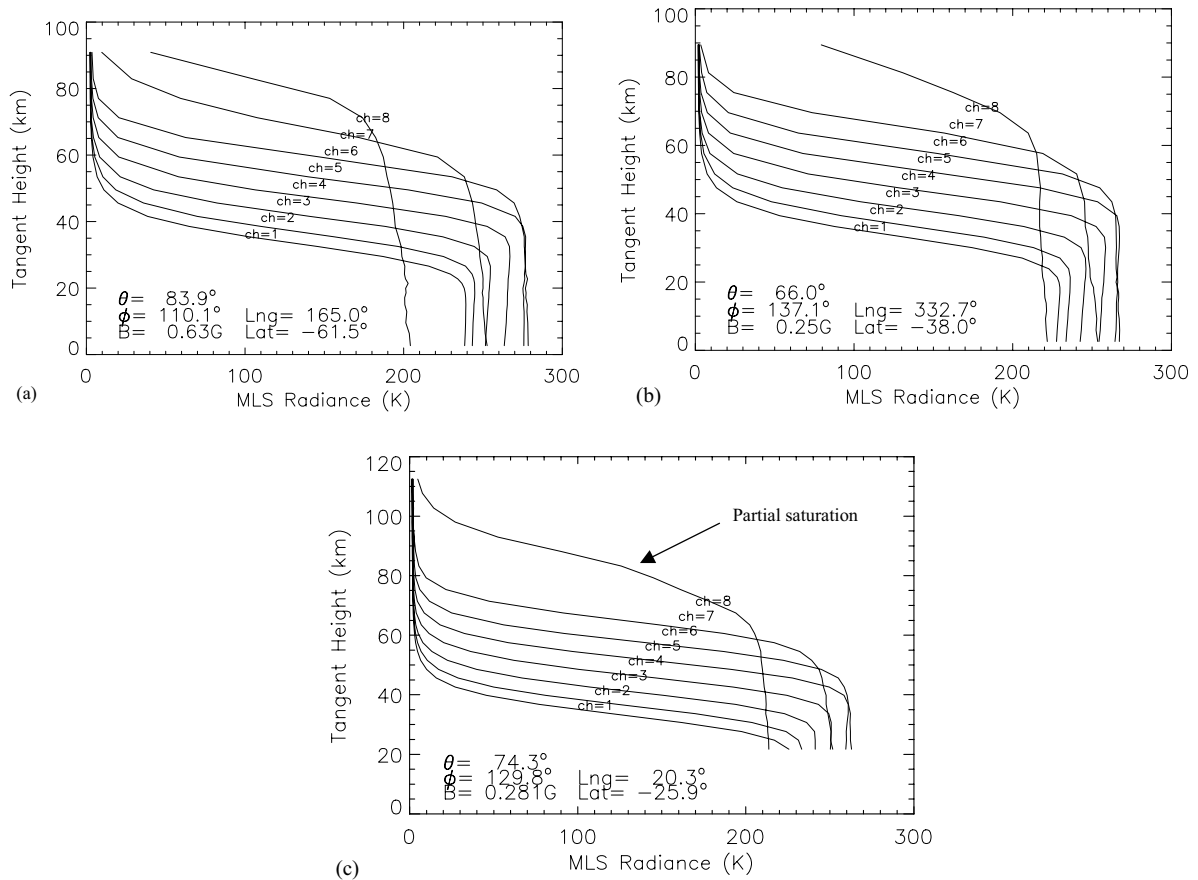 100
80
60
40
20
0
Tangent Height (km)
ch=8
ch=7
ch=6
ch=5
ch=4
ch=3
ch=2
ch=1
θ= 83.9°
ϕ= 110.1° Lng= 165.0°
B= 0.63G Lat= −61.5°
0 100 200 300
MLS Radiance (K)
(a)
100
80
60
40
20
0
Tangent Height (km)
ch=8
ch=7
ch=6
ch=5
ch=4
ch=3
ch=2
ch=1
θ= 66.0°
ϕ= 137.1° Lng= 332.7°
B= 0.25G Lat= −38.0°
0 100 200 300
MLS Radiance (K)
(b)
120
100
80
60
40
20
0
Tangent Height (km)
Partial saturation
ch=8
ch=7
ch=6
ch=5
ch=4
ch=3
ch=2
ch=1
θ= 74.3°
ϕ= 129.8° Lng= 20.3°
B= 0.281G Lat= −25.9°
0 100 200 300
MLS Radiance (K)
(c)